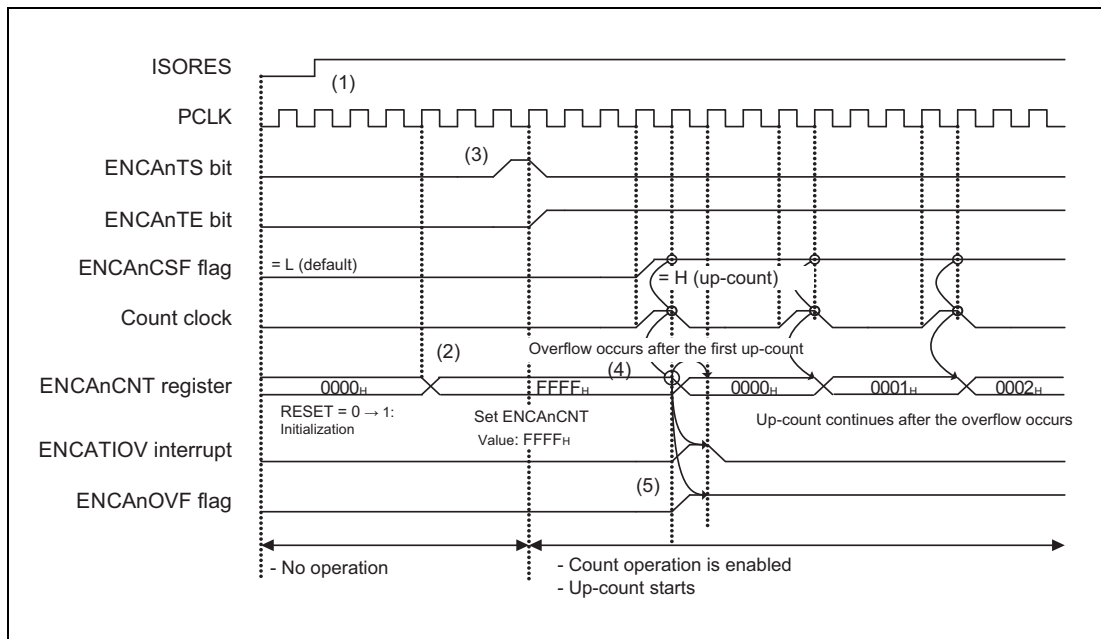 ISORES
(1)
PCLK
ENCAnTS bit
(3)
ENCAnTE bit
ENCAnCSF flag
= L (default)
= H (up-count)
Count clock
(2)
Overflow occurs after the first up-count
ENCAnCNT register
0000H
FFFFH
(4)
0000H
0001H
0002H
RESET = 0 → 1:
Initialization
Set ENCAnCNT
Value: FFFFH
Up-count continues after the overflow occurs
ENCATIOV interrupt
(5)
ENCAnOVF flag
- No operation
- Count operation is enabled
- Up-count starts